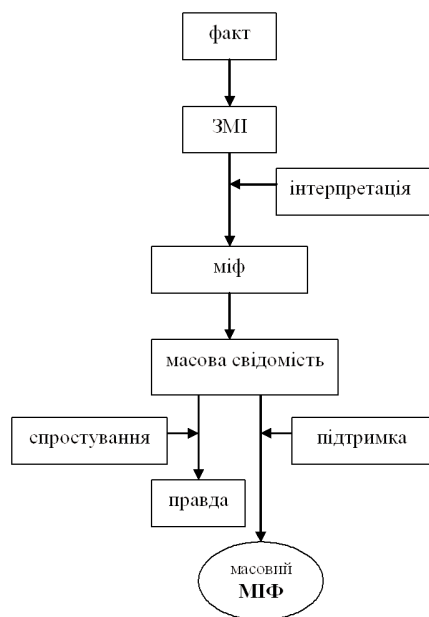 факт
ЗМІ
інтерпретація
міф
масова свідомість
спростування
підтримка
правда
масовий
МІФ